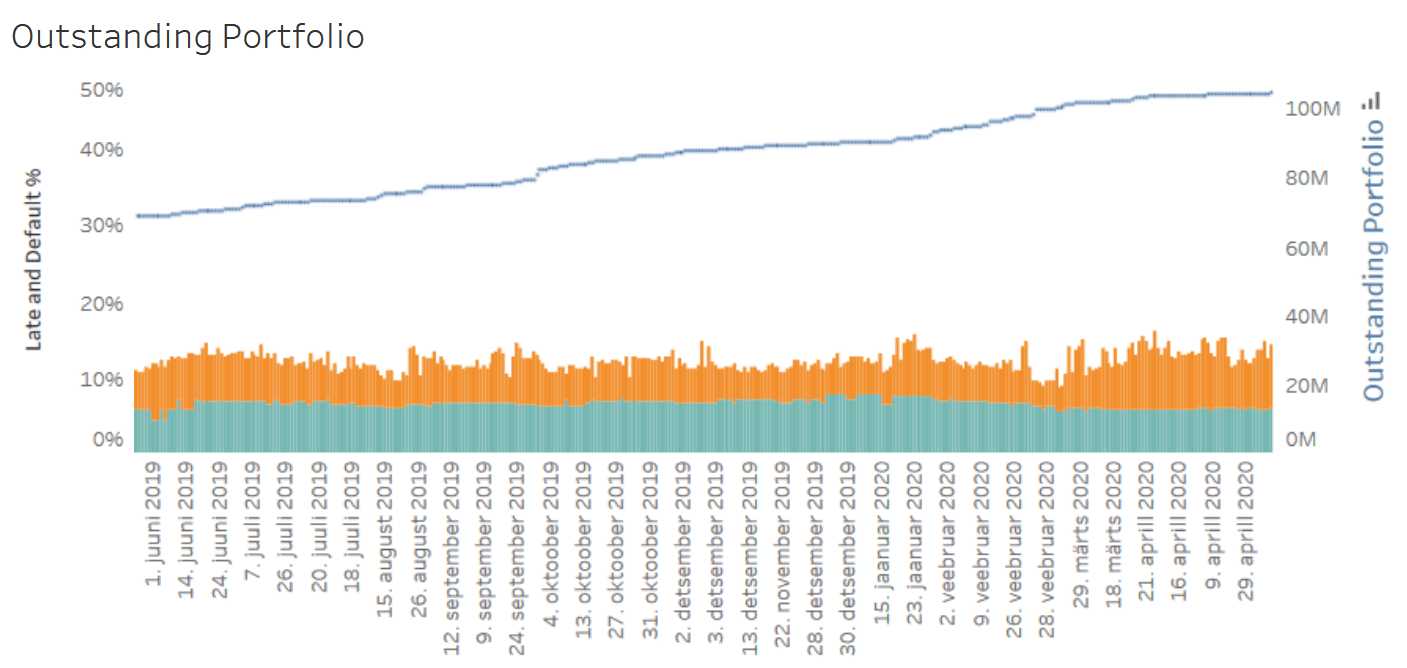 Outstanding Portfolio
50%
40%
30%
20%
10%
0%
Late and Default %
100M
80M
60M
40M
20M
0M
Outstanding Portfolio
1. juuni 2019
14. juuni 2019
24. juuni 2019
7. juuli 2019
26. juuli 2019
20. juuli 2019
18. juuli 2019
15. august 2019
26. august 2019
12. september 2019
9. september 2019
24. september 2019
4. oktoober 2019
13. oktoober 2019
27. oktoober 2019
31. oktoober 2019
2. detsember 2019
3. detsember 2019
13. detsember 2019
22. november 2019
28. detsember 2019
30. detsember 2019
15. jaanuar 2020
23. jaanuar 2020
2. veebruar 2020
9. veebruar 2020
26. veebruar 2020
28. veebruar 2020
29. märts 2020
18. märts 2020
21. aprill 2020
16. aprill 2020
9. aprill 2020
29. aprill 2020